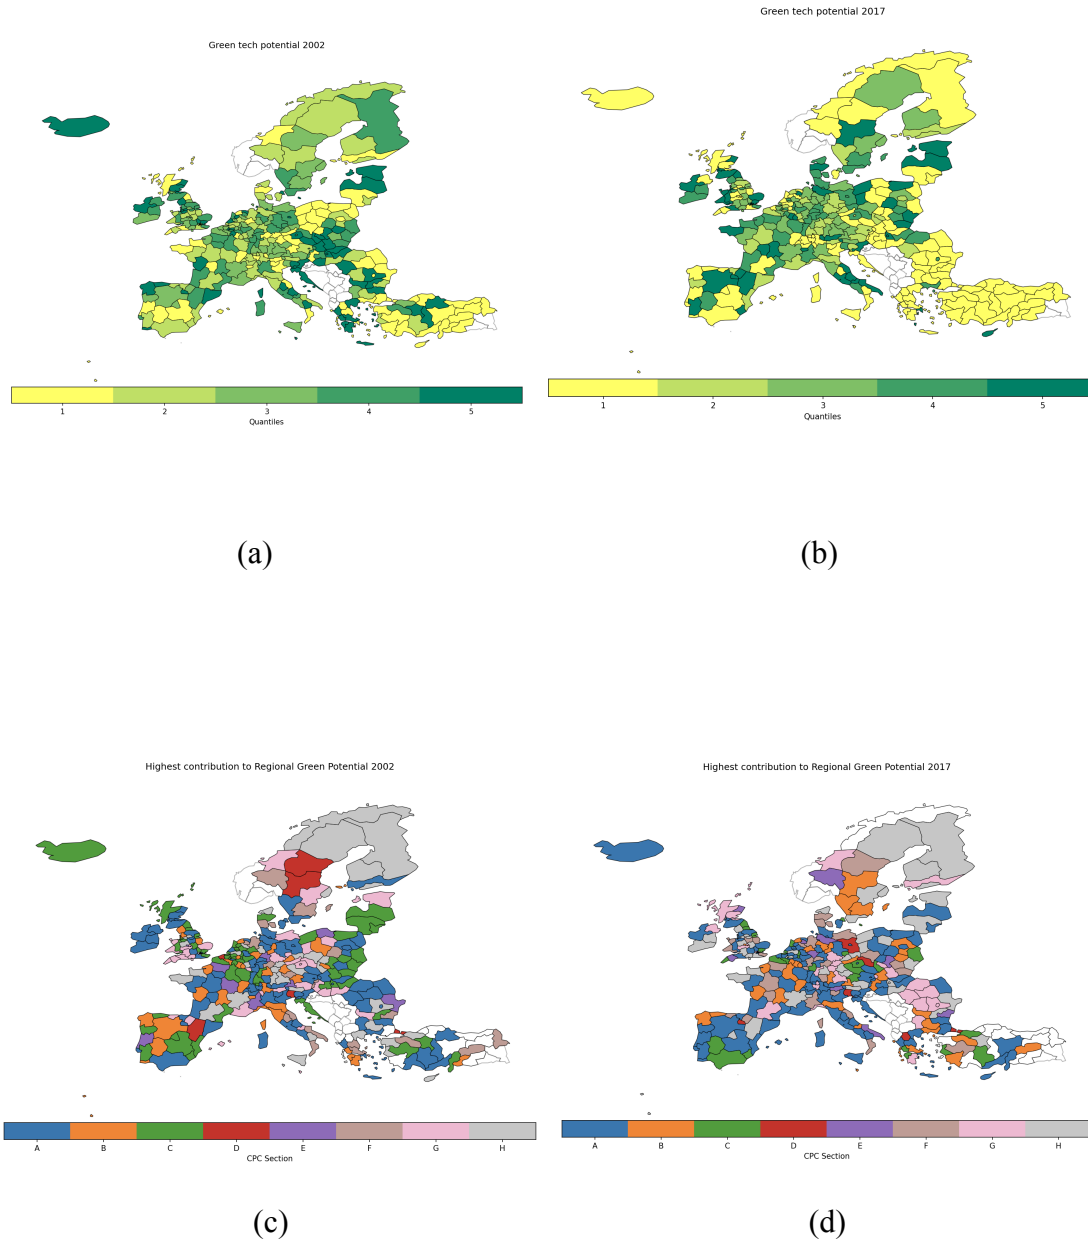 Green tech potential 2002
Green tech potential 2017
1 2 3 4 5
Quantiles
1 2 3 4 5
Quantiles
(a)
(b)
Highest contribution to Regional Green Potential 2002
Highest contribution to Regional Green Potential 2017
A B C D E F G H
CPC Section
A B C D E F G H
CPC Section
(c)
(d)